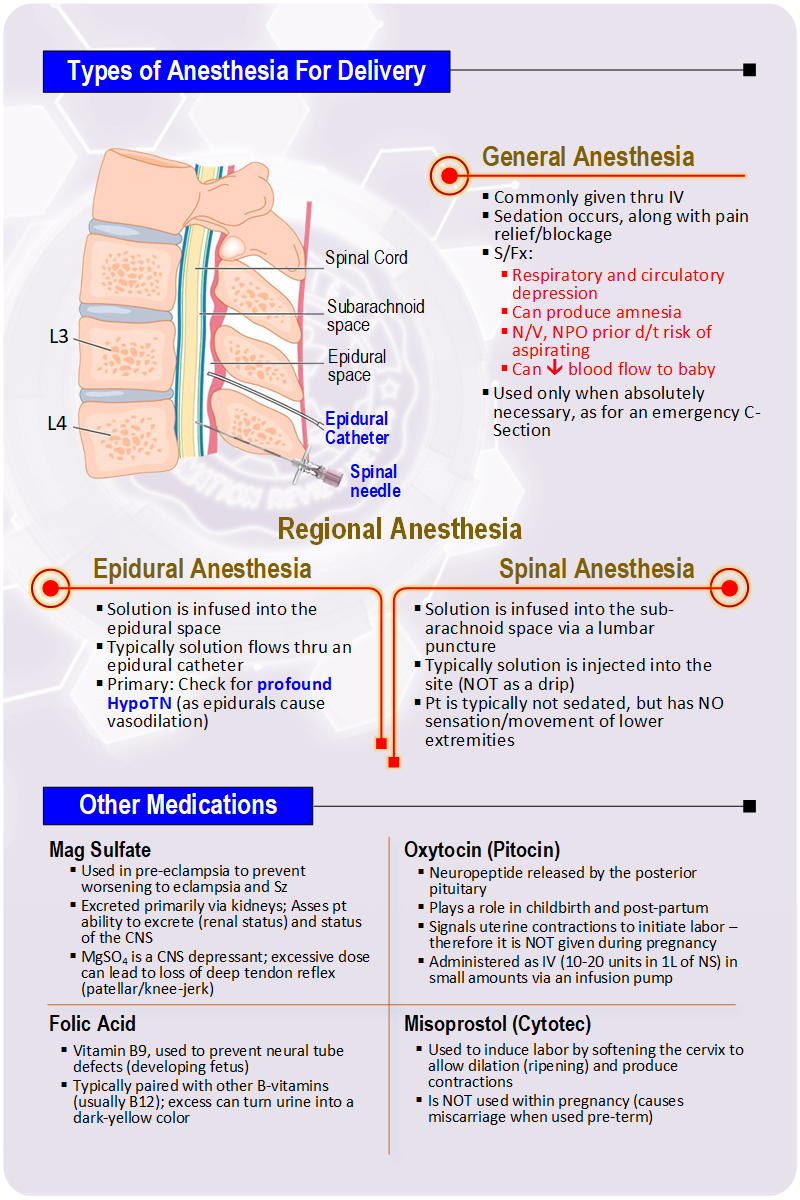 Types of Anesthesia For Delivery
General Anesthesia
▪ Commonly given thru IV
▪ Sedation occurs, along with pain
relief/blockage
▪ S/Fx:
▪ Respiratory and circulatory
depression
▪ Can produce amnesia
▪ N/V, NPO prior d/t risk of
aspirating
▪ Can ↓ blood flow to baby
▪ Used only when absolutely
necessary, as for an emergency C-
Section
Spinal Cord
Subarachnoid
space
L3
Epidural
space
L4
Epidural
Catheter
Spinal
needle
Regional Anesthesia
Epidural Anesthesia
▪ Solution is infused into the
epidural space
▪ Typically solution flows thru an
epidural catheter
▪ Primary: Check for profound
HypoTN (as epidurals cause
vasodilation)
Spinal Anesthesia
▪ Solution is infused into the sub-
arachnoid space via a lumbar
puncture
▪ Typically solution is injected into the
site (NOT as a drip)
▪ Pt is typically not sedated, but has NO
sensation/movement of lower
extremities
Other Medications
Mag Sulfate
▪ Used in pre-eclampsia to prevent
worsening to eclampsia and Sz
▪ Excreted primarily via kidneys; Asses pt
ability to excrete (renal status) and status
of the CNS
▪ MgSO₄ is a CNS depressant; excessive dose
can lead to loss of deep tendon reflex
(patellar/knee-jerk)
Oxytocin (Pitocin)
▪ Neuropeptide released by the posterior
pituitary
▪ Plays a role in childbirth and post-partum
▪ Signals uterine contractions to initiate labor –
therefore it is NOT given during pregnancy
▪ Administered as IV (10-20 units in 1L of NS) in
small amounts via an infusion pump
Folic Acid
▪ Vitamin B9, used to prevent neural tube
defects (developing fetus)
▪ Typically paired with other B-vitamins
(usually B12); excess can turn urine into a
dark-yellow color
Misoprostol (Cytotec)
▪ Used to induce labor by softening the cervix to
allow dilation (ripening) and produce
contractions
▪ Is NOT used within pregnancy (causes
miscarriage when used pre-term)